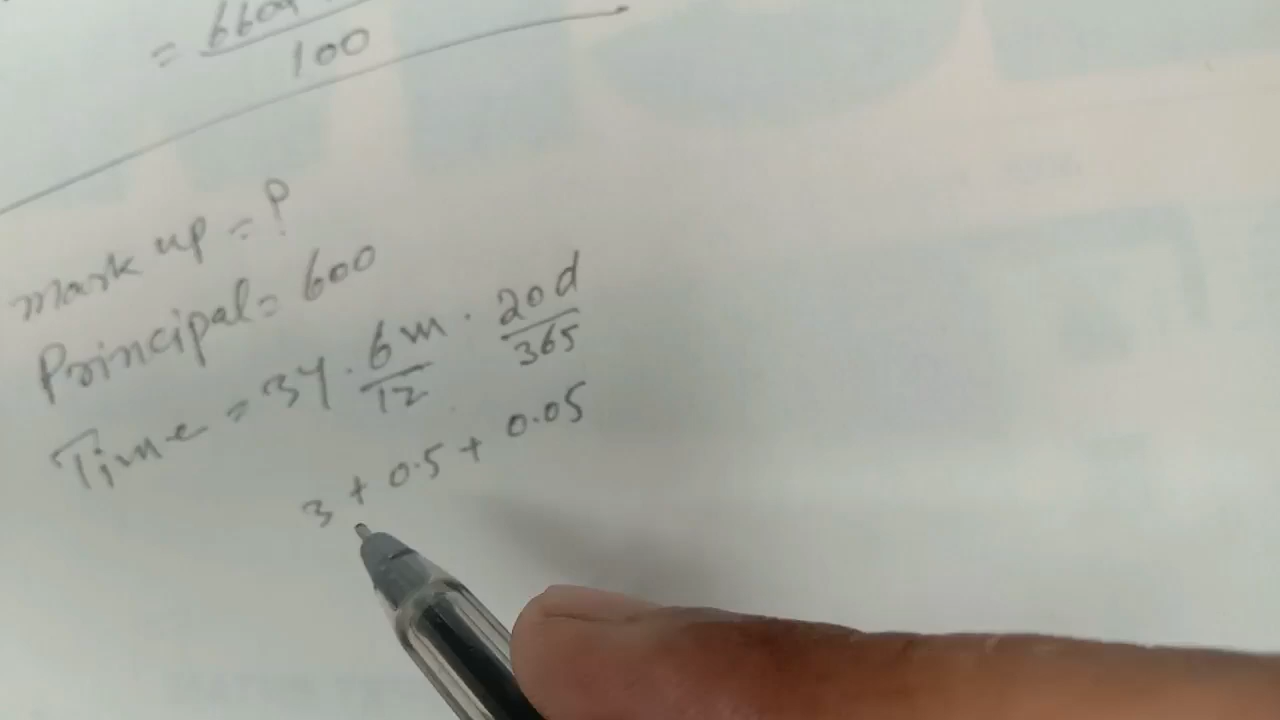 =
100
Mark up = ?
Principal = 600
Time = 3Y . 6m/12 . 20d/365
3 + 0.5 + 0.05